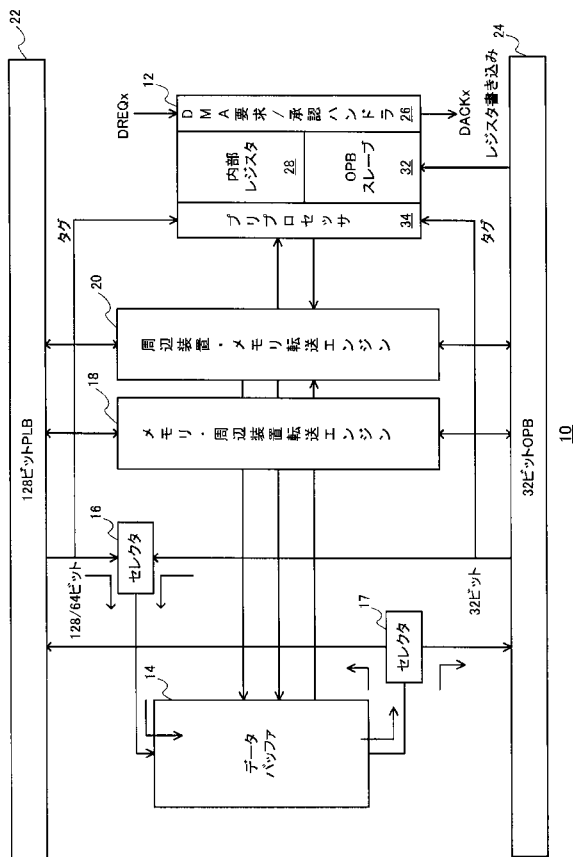 22
128ビットPLB
DREQx
12
DMA要求/承認ハンドラ
26
内部
レジスタ
28
OPB
スレーブ
32
プリプロセッサ
34
タグ
タグ
DACKx
レジスタ書き込み
24
20
周辺装置・メモリ転送エンジン
18
メモリ・周辺装置転送エンジン
16
セレクタ
128/64ビット
32ビット
17
セレクタ
14
データ
バッファ
32ビットOPB
10